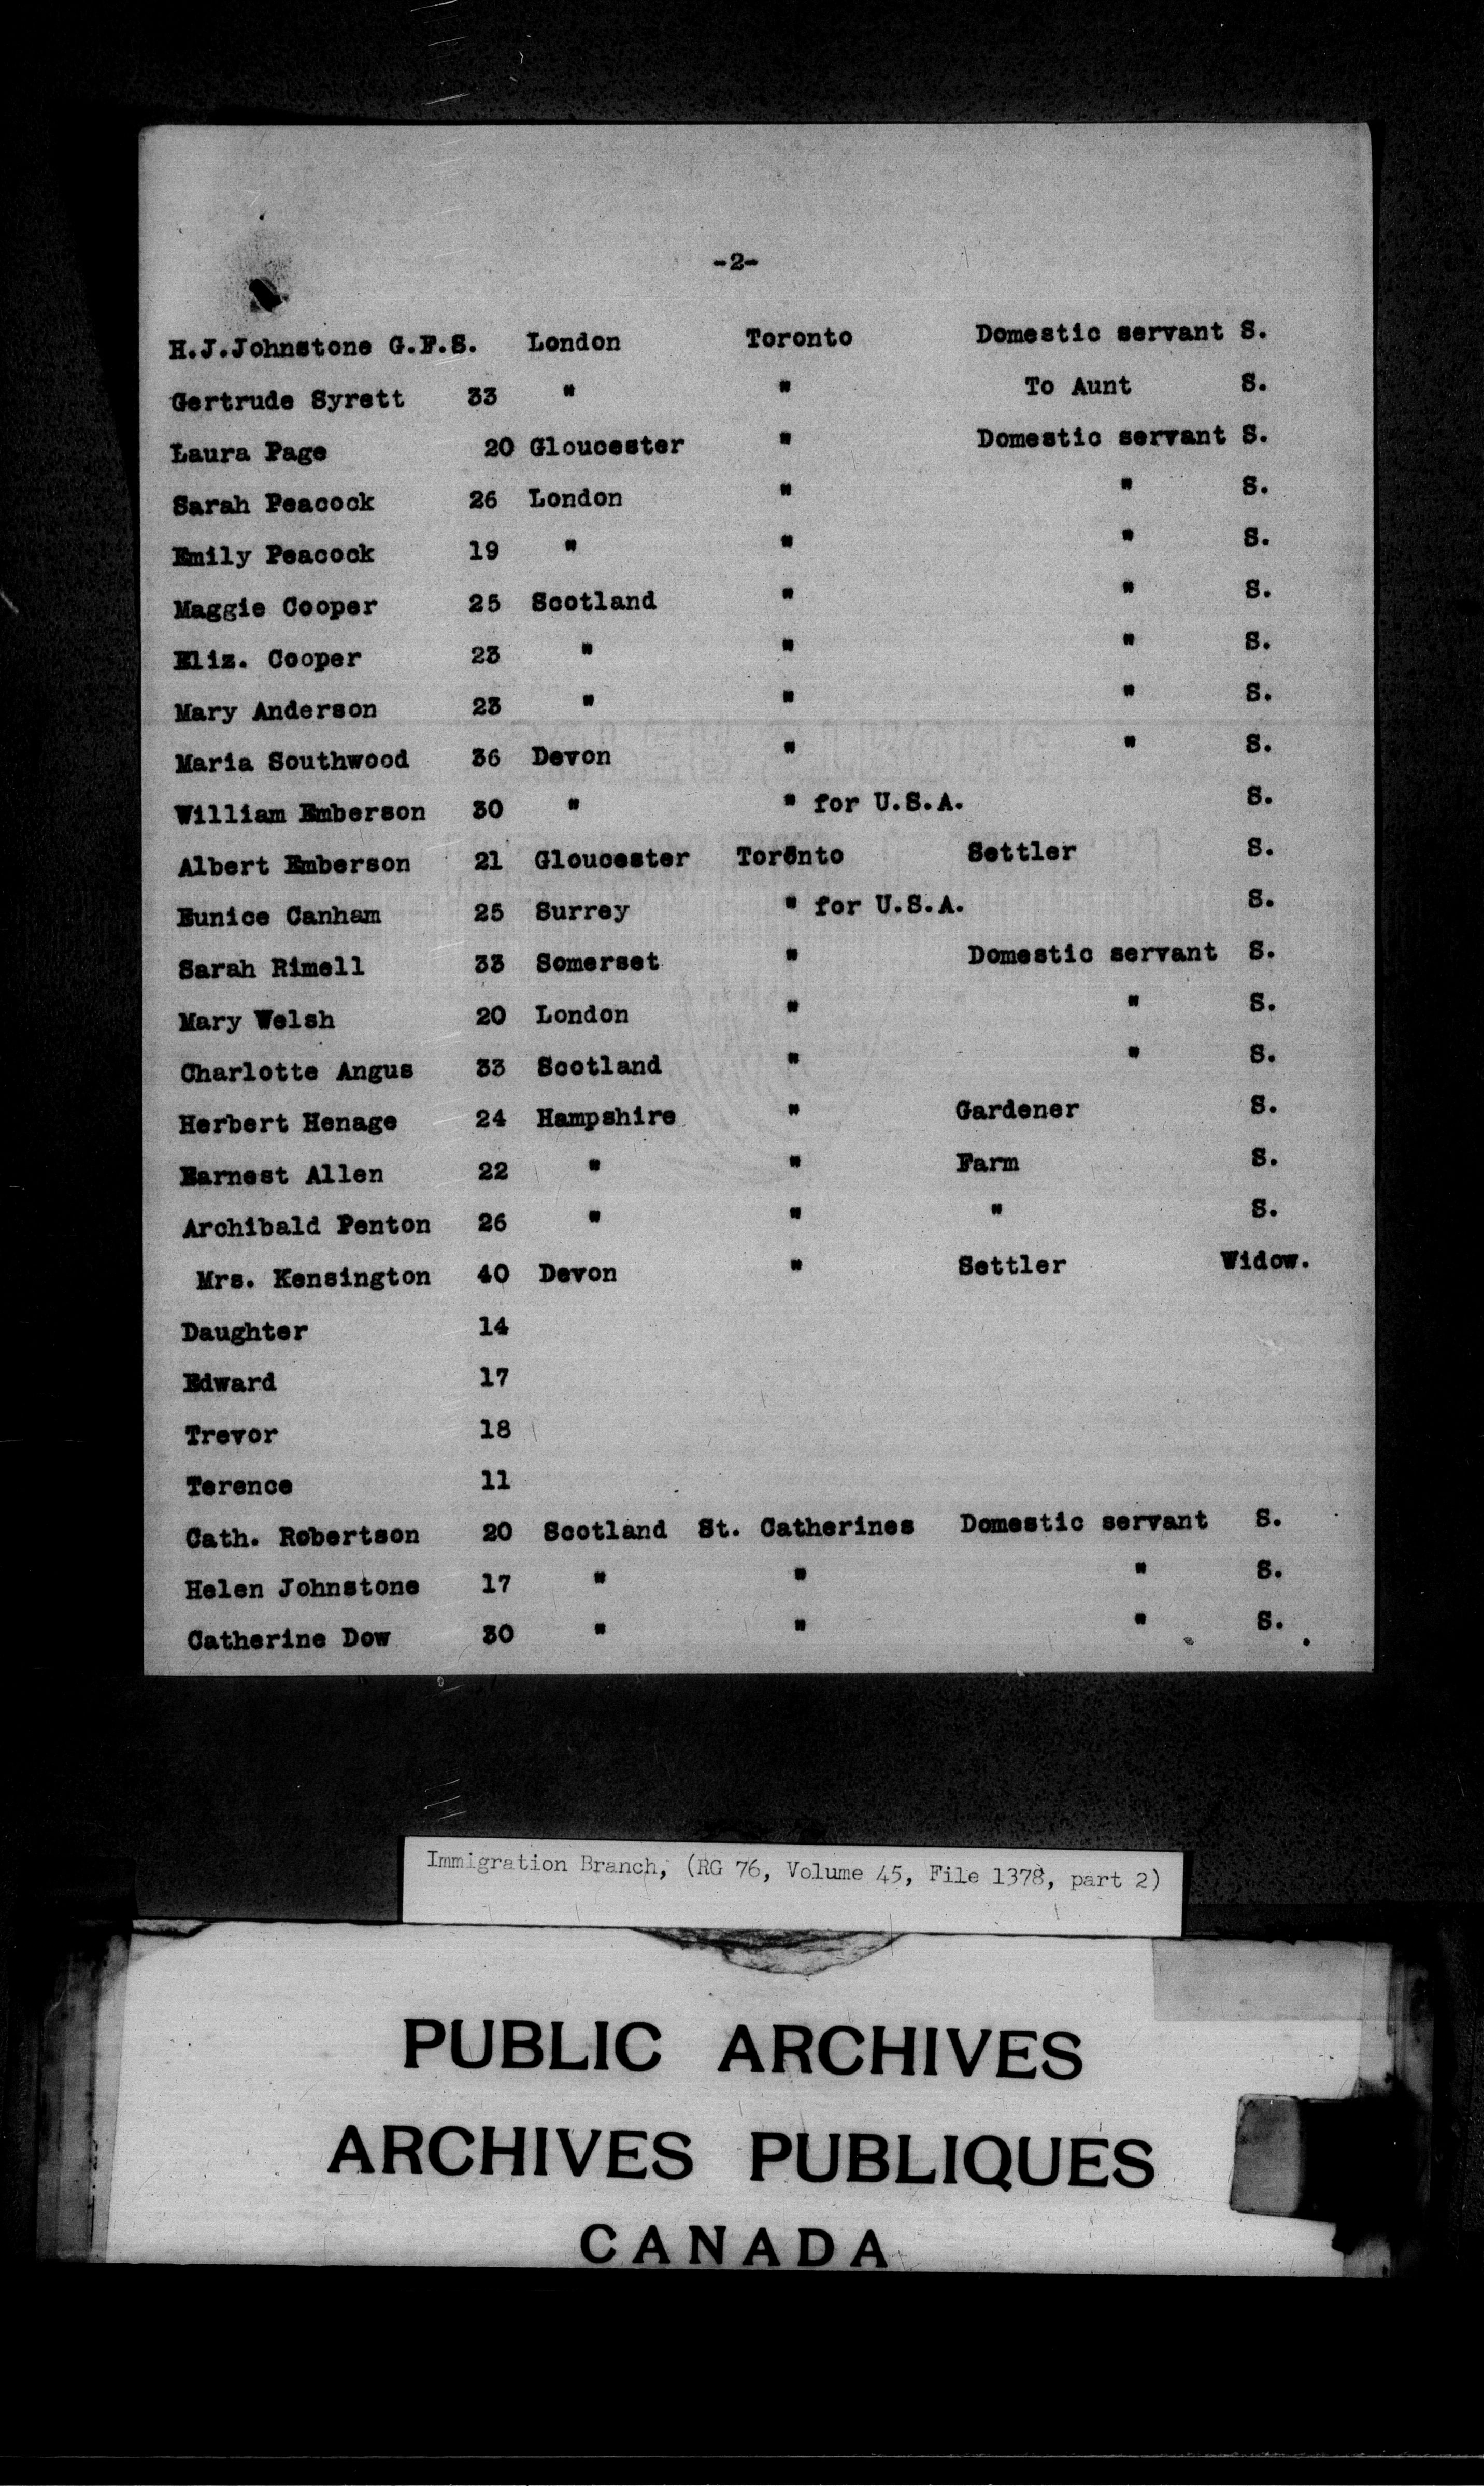 -2-
H.J.Johnstone G.F.S. London Toronto Domestic servant S.
Gertrude Syrett 33 " " To Aunt S.
Laura Page 20 Gloucester " Domestic servant S.
Sarah Peacock 26 London " " S.
Emily Peacock 19 " " " S.
Maggie Cooper 25 Scotland " " S.
Eliz. Cooper 23 " " " S.
Mary Anderson 23 " " " S.
Maria Southwood 36 Devon " " S.
William Emberson 30 " " for U.S.A. S.
Albert Emberson 21 Gloucester Toronto Settler S.
Eunice Canham 25 Surrey " for U.S.A. S.
Sarah Rimell 33 Somerset " Domestic servant S.
Mary Welsh 20 London " " S.
Charlotte Angus 33 Scotland " " S.
Herbert Henage 24 Hampshire " Gardener S.
Earnest Allen 22 " " Farm S.
Archibald Penton 26 " " " S.
Mrs. Kensington 40 Devon " Settler Widow.
Daughter 14
Edward 17
Trevor 18
Terence 11
Cath. Robertson 20 Scotland St. Catherines Domestic servant S.
Helen Johnstone 17 " " " S.
Catherine Dow 30 " " " S.
Immigration Branch, (RG 76, Volume 45, File 1378, part 2)
PUBLIC ARCHIVES
ARCHIVES PUBLIQUES
CANADA